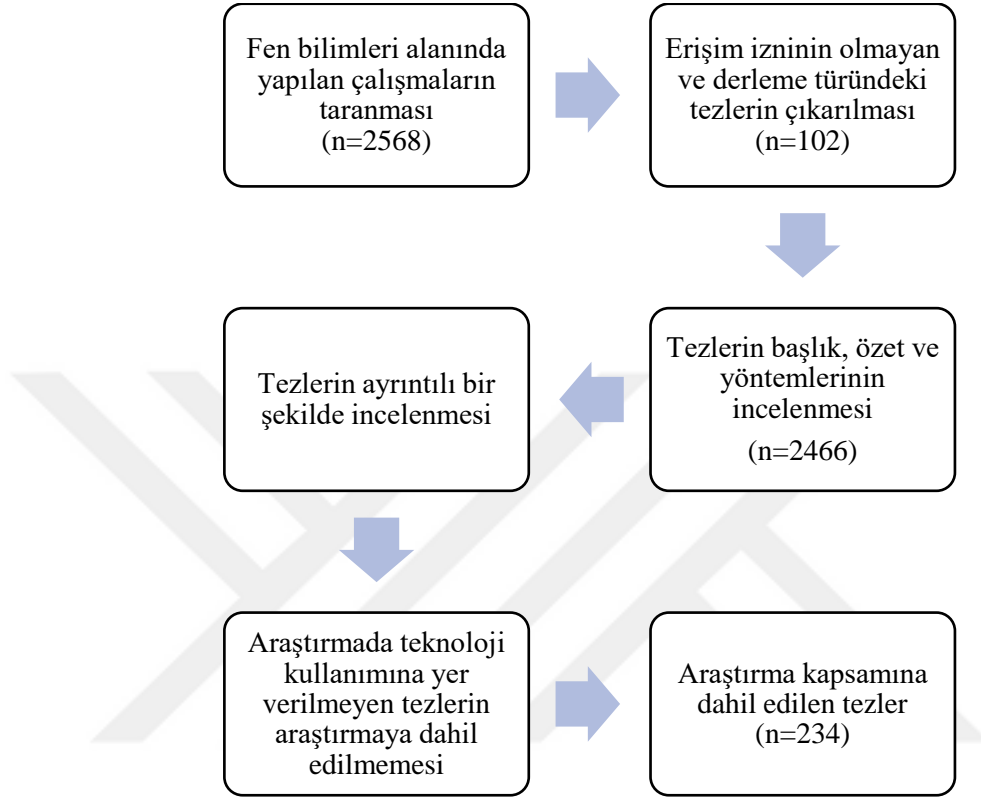 Fen bilimleri alanında
yapılan çalışmaların
taranması
(n=2568)
Erişim izninin olmayan
ve derleme türündeki
tezlerin çıkarılması
(n=102)
Tezlerin başlık, özet ve
yöntemlerinin
incelenmesi
(n=2466)
Tezlerin ayrıntılı bir
şekilde incelenmesi
Araştırmada teknoloji
kullanımına yer
verilmeyen tezlerin
araştırmaya dahil
edilmemesi
Araştırma kapsamına
dahil edilen tezler
(n=234)